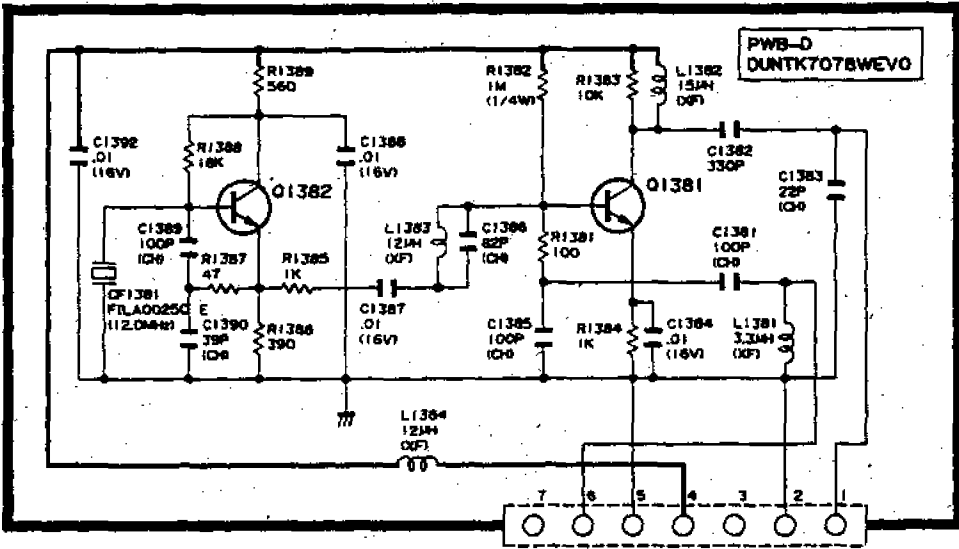 PWB-D
DUNTK7078WEV0
R1389
560
R1382
1M
(1/4W)
R1383
10K
L1382
15μH
(XF)
C1392
.01
(16V)
R1388
18K
C1388
.01
(16V)
Q1382
Q1381
C1382
330P
C1383
22P
(CH)
C1389
100P
(CH)
R1387
47
R1385
1K
L1383
12μH
(XF)
C1386
82P
(CH)
R1381
100
C1381
100P
(CH)
CF1381
FILA0025C E
(12.0MHz)
C1390
39P
(CH)
R1386
390
C1387
.01
(16V)
C1385
100P
(CH)
R1384
1K
C1384
.01
(16V)
L1381
3.3μH
(XF)
L1384
12μH
(XF)
7 6 5 4 3 2 1